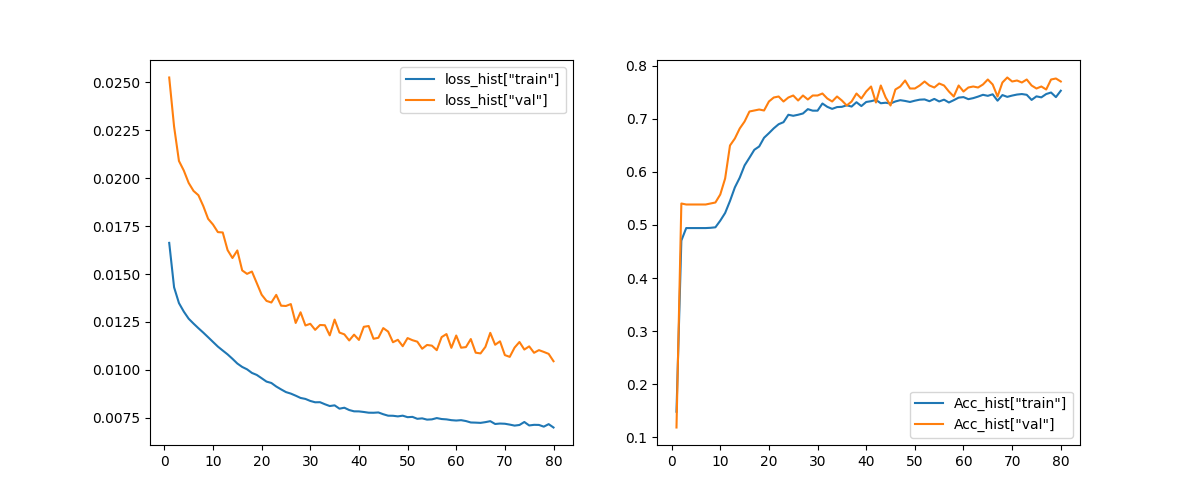 loss_hist["train"]
loss_hist["val"]
0.0250
0.0225
0.0200
0.0175
0.0150
0.0125
0.0100
0.0075
0 10 20 30 40 50 60 70 80
0.8
0.7
0.6
0.5
0.4
0.3
0.2
0.1
Acc_hist["train"]
Acc_hist["val"]
0 10 20 30 40 50 60 70 80